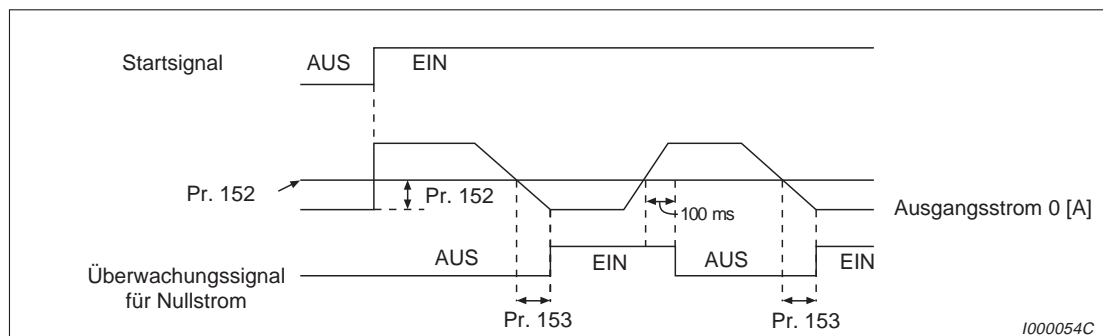 Startsignal
AUS
EIN
Pr. 152
Pr. 152
100 ms
Ausgangsstrom 0 [A]
Überwachungssignal
für Nullstrom
AUS
EIN
AUS
EIN
Pr. 153
Pr. 153
I000054C